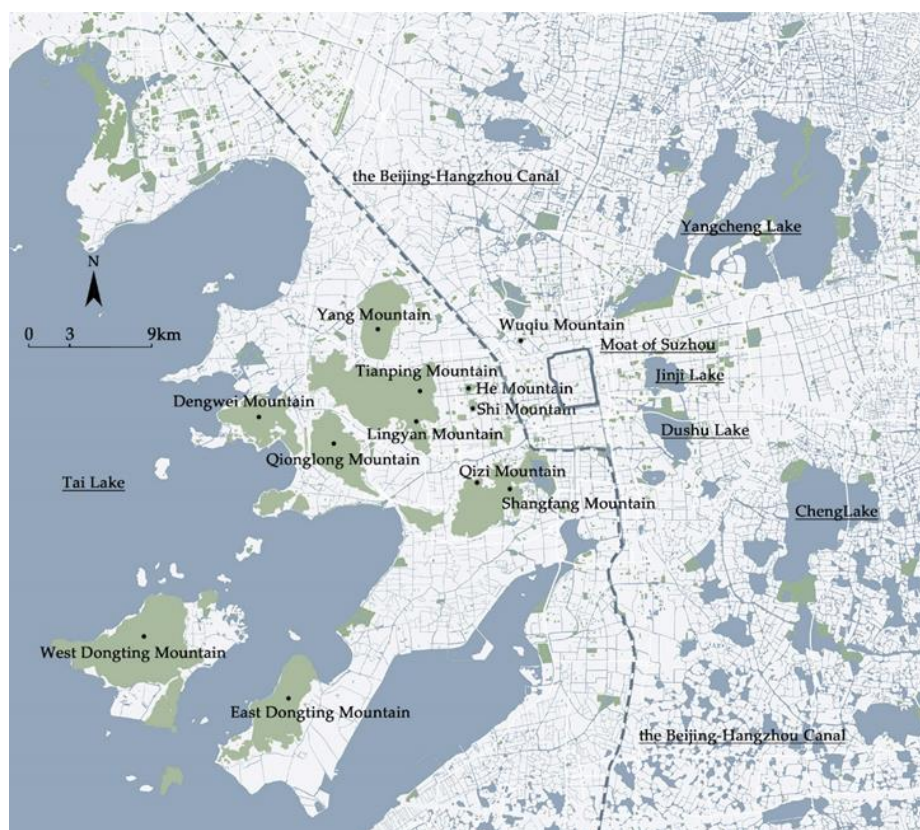 the Beijing-Hangzhou Canal
Yangcheng Lake
N
0 3 9km
Yang Mountain
Wuqiu Mountain
Moat of Suzhou
Tianping Mountain
Jinji Lake
He Mountain
Dengwei Mountain
Shi Mountain
Lingyan Mountain
Dushu Lake
Qionglong Mountain
Qizi Mountain
Tai Lake
Shangfang Mountain
ChengLake
West Dongting Mountain
East Dongting Mountain
the Beijing-Hangzhou Canal